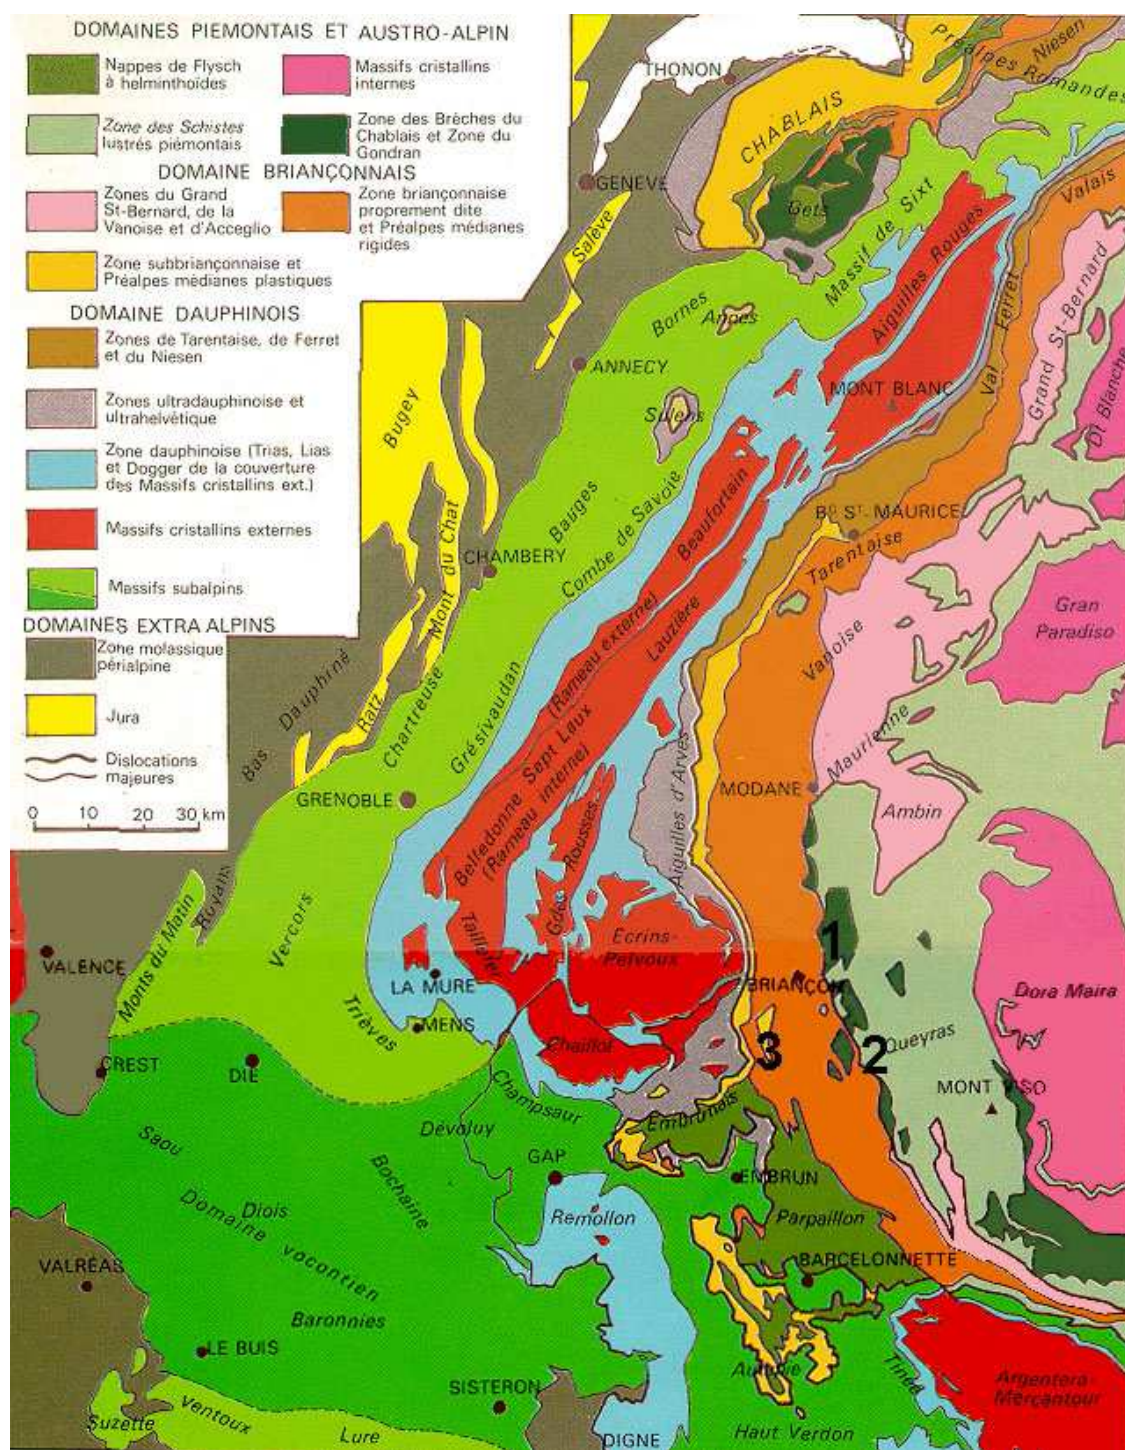 DOMAINES PIEMONTAIS ET AUSTRO-ALPIN
Nappes de Flysch
à helminthoïdes
Massifs cristallins
internes
Zone des Schistes
lustrés piémontais
Zone des Brèches du
Chablais et Zone du
Gondran
DOMAINE BRIANÇONNAIS
Zones du Grand
St-Bernard, de la
Vanoise et d'Acceglio
Zone briançonnaise
proprement dite
et Préalpes médianes
rigides
Zone subbriançonnaise et
Préalpes médianes plastiques
DOMAINE DAUPHINOIS
Zones de Tarentaise, de Ferret
et du Niesen
Zones ultradauphinoise et
ultrahelvétique
Zone dauphinoise (Trias, Lias
et Dogger de la couverture
des Massifs cristallins ext.)
Massifs cristallins externes
Massifs subalpins
DOMAINES EXTRA ALPINS
Zone molassique
périalpine
Jura
Dislocations
majeures
0 10 20 30 km
Préalpes Romandes
Niesen
THONON
CHABLAIS
GENEVE
Gets
Valais
Salève
Massif de Sixt
Aiguilles Rouges
Bornes
Annes
Val Ferret
Grand St-Bernard
ANNECY
MONT BLANC
Dt Blanche
Bugey
Sulens
Bauges
Combe de Savoie
Beaufortain
Bg St-MAURICE
Tarentaise
CHAMBERY
Mont du Chat
Lauzière
Gran
Paradiso
Vanoise
Bas Dauphiné
Ratz
Chartreuse
Grésivaudan
Belledonne Sept Laux
(Rameau externe)
(Rameau interne)
Maurienne
GRENOBLE
MODANE
Aiguilles d'Arves
Ambin
Gdes Rousses
Royans
Monts du Matin
Vercors
Taillefer
Ecrins-
Pelvoux
1
VALENCE
LA MURE
BRIANÇON
Dora Maira
Trièves
MENS
Chaillol
3
2
Queyras
CREST
DIE
Champsaur
MONT VISO
Dévoluy
Embrunais
Saou
Bochaine
GAP
EMBRUN
Diois
Domaine vocontien
Remollon
Parpaillon
VALRÉAS
BARCELONNETTE
Baronnies
LE BUIS
Tinée
Argentera-
Mercantour
SISTERON
Suzette
Ventoux
Lure
DIGNE
Haut Verdon